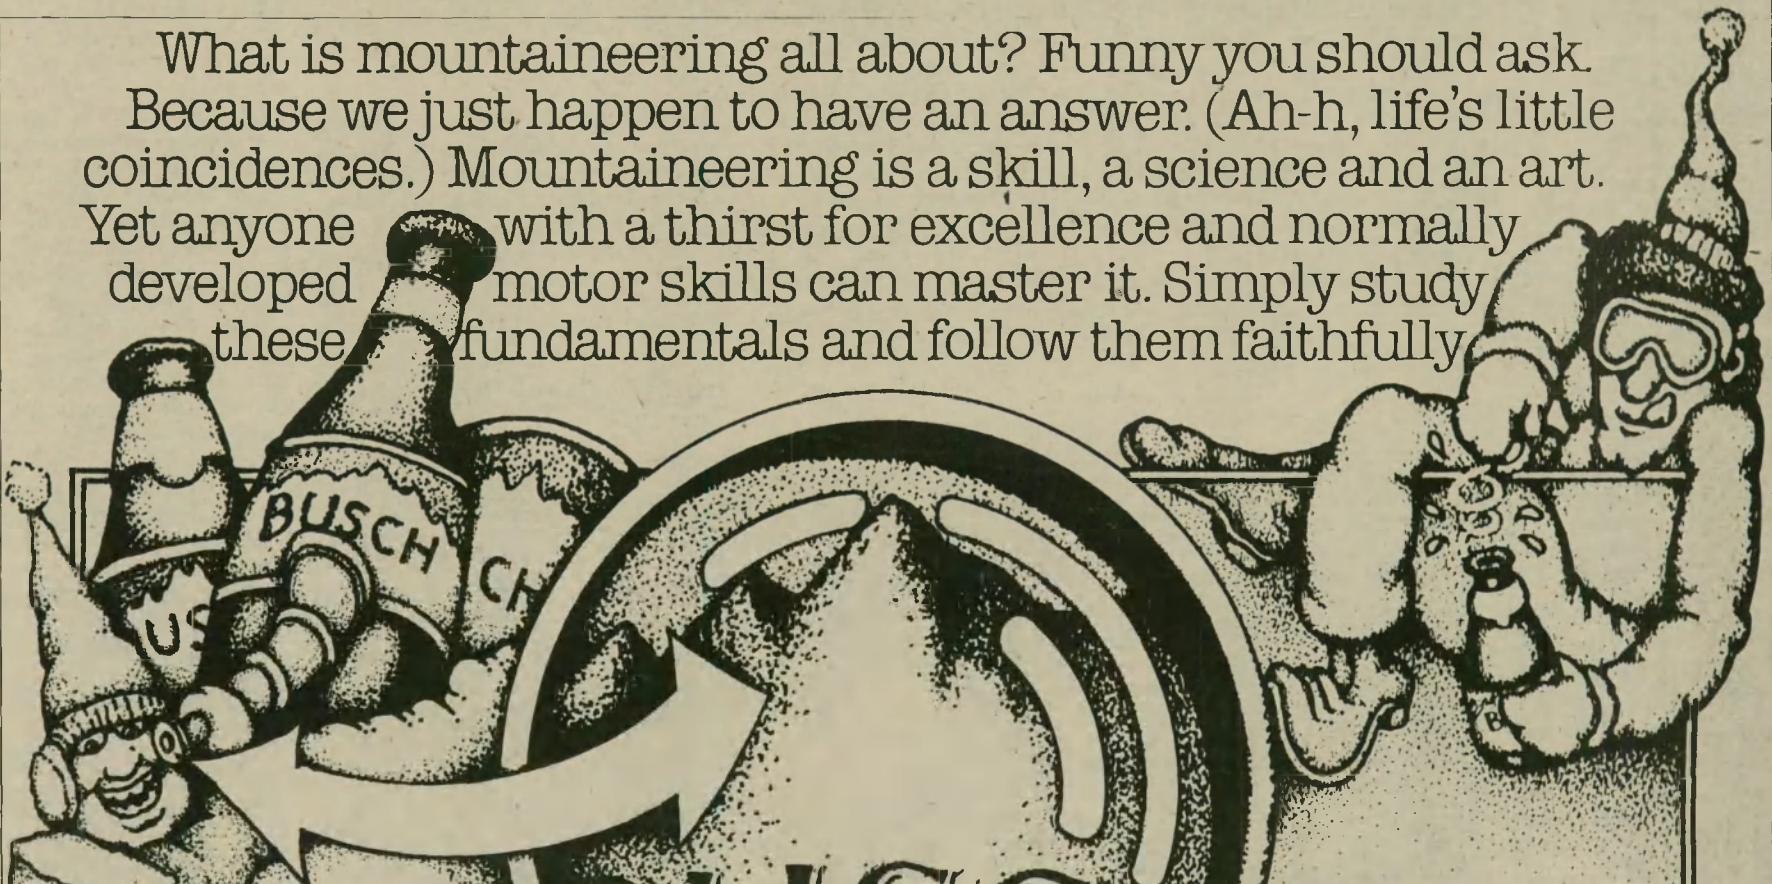 What is mountaineering all about? Funny you should ask.
Because we just happen to have an answer. (Ah-h, life's little
coincidences.) Mountaineering is a skill, a science and an art.
Yet anyone with a thirst for excellence and normally
developed motor skills can master it. Simply study
these fundamentals and follow them faithfully
BUSCH
CH
US
B